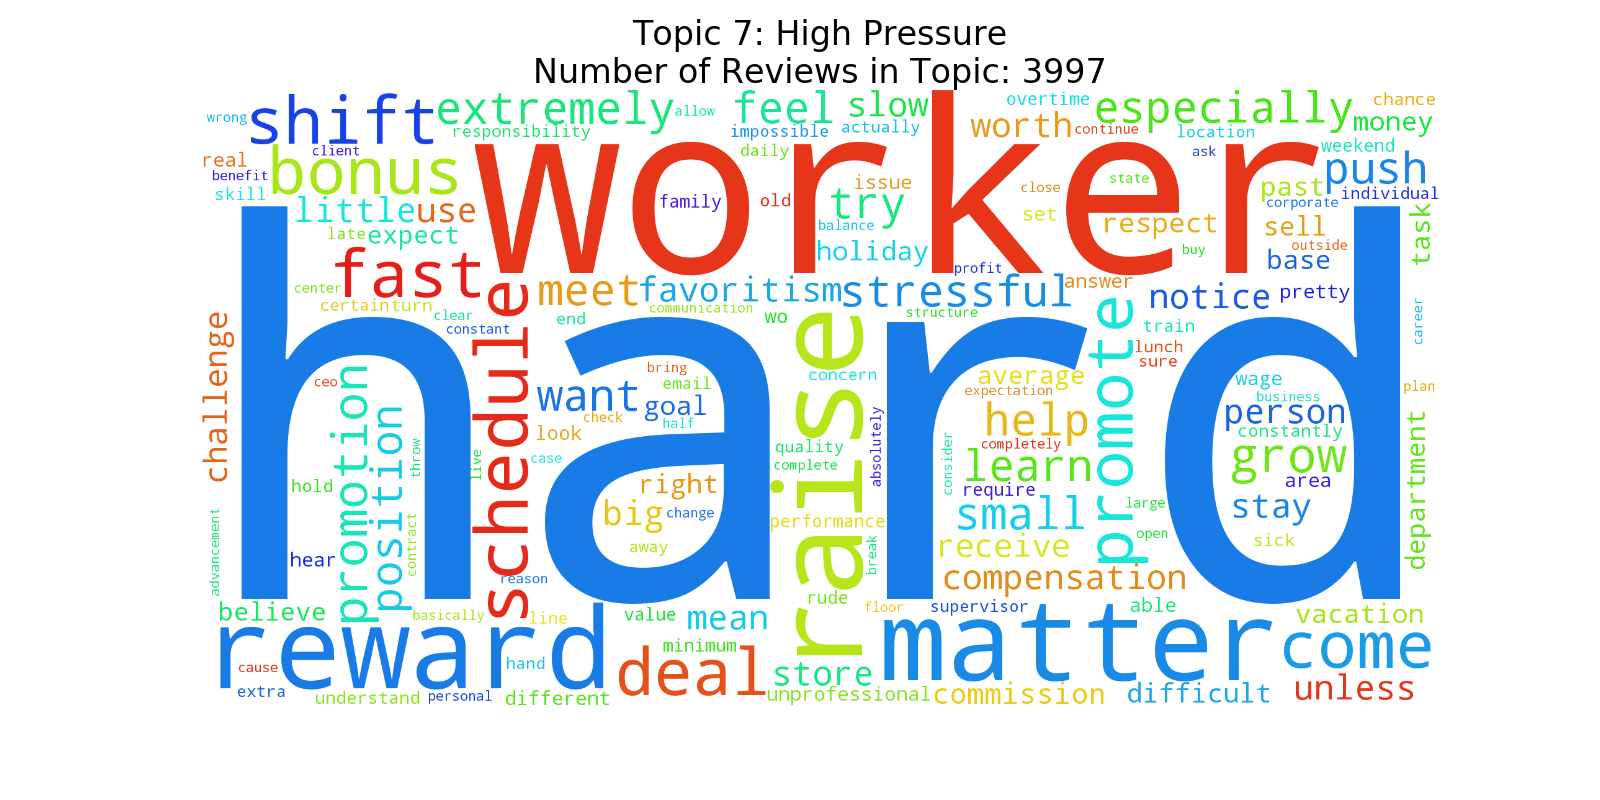 Topic 7: High Pressure
Number of Reviews in Topic: 3997
wrong
shift
extremely
allow
feel
slow
overtime
especially
chance
money
responsibility
impossible
actually
worth
continue
location
weekend
real
client
bonus
worker
daily
ask
push
benefit
skill
family
old
issue
try
close
state
past
individual
corporate
little
use
set
respect
sell
task
late
expect
balance
holiday
buy
outside
base
fast
schedule
meet
favoritism
profit
stressful
answer
notice
pretty
center
certain
turn
clear
constant
end
communication
wo
structure
promote
train
career
challenge
hard
raise
lunch
sure
ceo
bring
email
concern
average
expectation
wage
business
plan
promotion
position
want
goal
check
half
look
help
person
constantly
throw
live
case
quality
complete
absolutely
completely
consider
learn
grow
department
hold
right
big
change
require
area
large
small
stay
advancement
contract
performance
hear
away
break
receive
open
sick
reason
compensation
believe
basically
line
value
mean
rude
floor
supervisor
able
vacation
reward
minimum
matter
come
cause
hand
deal
store
extra
understand
personal
different
unprofessional
commission
difficult
unless